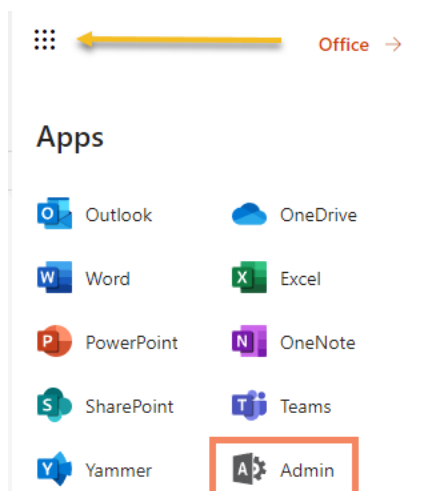 Office →
Apps
Outlook OneDrive
Word Excel
PowerPoint OneNote
SharePoint Teams
Yammer Admin